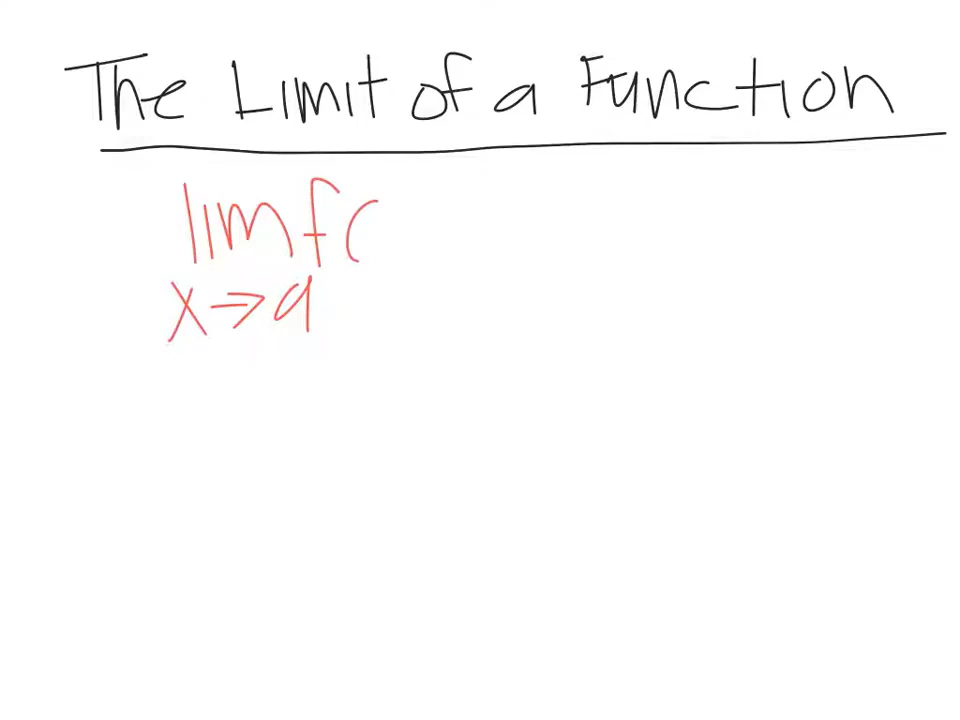 The Limit of a Function
lim f(
x → a